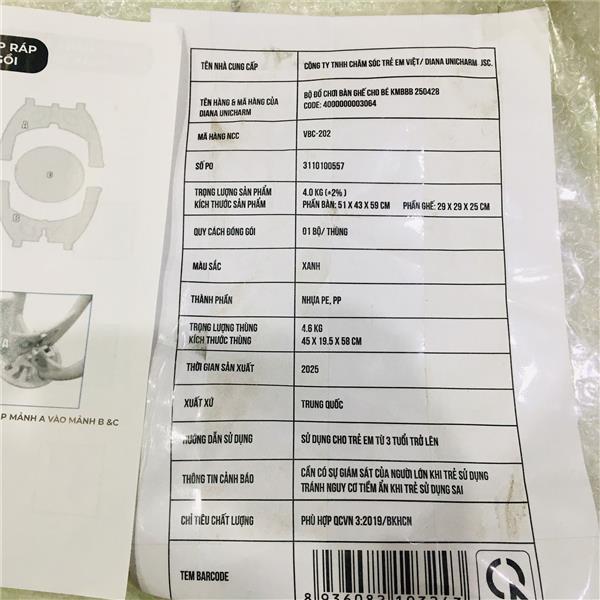 P RÁP
GỒI
A
B
A
P MẢNH A VÀO MẢNH B &C
TÊN NHÀ CUNG CẤP
CÔNG TY TNHH CHĂM SÓC TRẺ EM VIỆT/ DIANA UNICHARM JSC.
TÊN HÀNG & MÃ HÀNG CỦA
DIANA UNICHARM
BỘ ĐỒ CHƠI BÀN GHẾ CHO BÉ KMBBB 250428
CODE: 4000000003064
MÃ HÀNG NCC
VBC-202
SỐ PO
3110100557
TRỌNG LƯỢNG SẢN PHẨM
KÍCH THƯỚC SẢN PHẨM
4.0 KG (±2% )
PHẦN BÀN: 51 X 43 X 59 CM PHẦN GHẾ: 29 X 29 X 25 CM
QUY CÁCH ĐÓNG GÓI
01 BỘ/ THÙNG
MÀU SẮC
XANH
THÀNH PHẦN
NHỰA PE, PP
TRỌNG LƯỢNG THÙNG
KÍCH THƯỚC THÙNG
4.6 KG
45 X 19.5 X 58 CM
THỜI GIAN SẢN XUẤT
2025
XUẤT XỨ
TRUNG QUỐC
HƯỚNG DẪN SỬ DỤNG
SỬ DỤNG CHO TRẺ EM TỪ 3 TUỔI TRỞ LÊN
THÔNG TIN CẢNH BÁO
CẦN CÓ SỰ GIÁM SÁT CỦA NGƯỜI LỚN KHI TRẺ SỬ DỤNG
TRÁNH NGUY CƠ TIỀM ẨN KHI TRẺ SỬ DỤNG SAI
CHỈ TIÊU CHẤT LƯỢNG
PHÙ HỢP QCVN 3:2019/BKHCN
TEM BARCODE